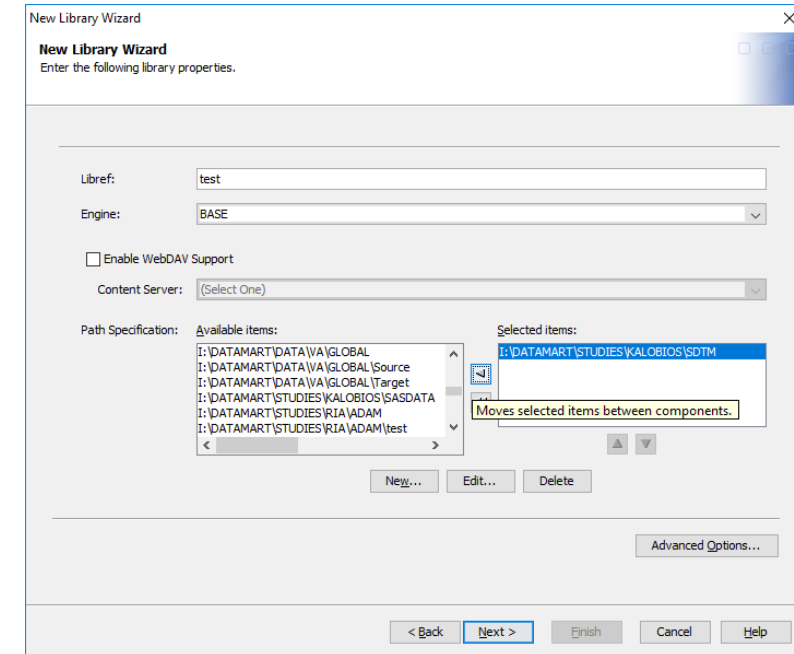 New Library Wizard
New Library Wizard
Enter the following library properties.
Libref: test
Engine: BASE
Enable WebDAV Support
Content Server: (Select One)
Path Specification: Available items: Selected items:
I:\DATAMART\DATA\VA\GLOBAL
I:\DATAMART\DATA\VA\GLOBAL\Source
I:\DATAMART\DATA\VA\GLOBAL\Target
I:\DATAMART\STUDIES\KALOBIOS\SASDATA
I:\DATAMART\STUDIES\RIA\ADAM
I:\DATAMART\STUDIES\RIA\ADAM\test
I:\DATAMART\STUDIES\KALOBIOS\SDTM
Moves selected items between components.
New... Edit... Delete
Advanced Options...
< Back Next > Finish Cancel Help